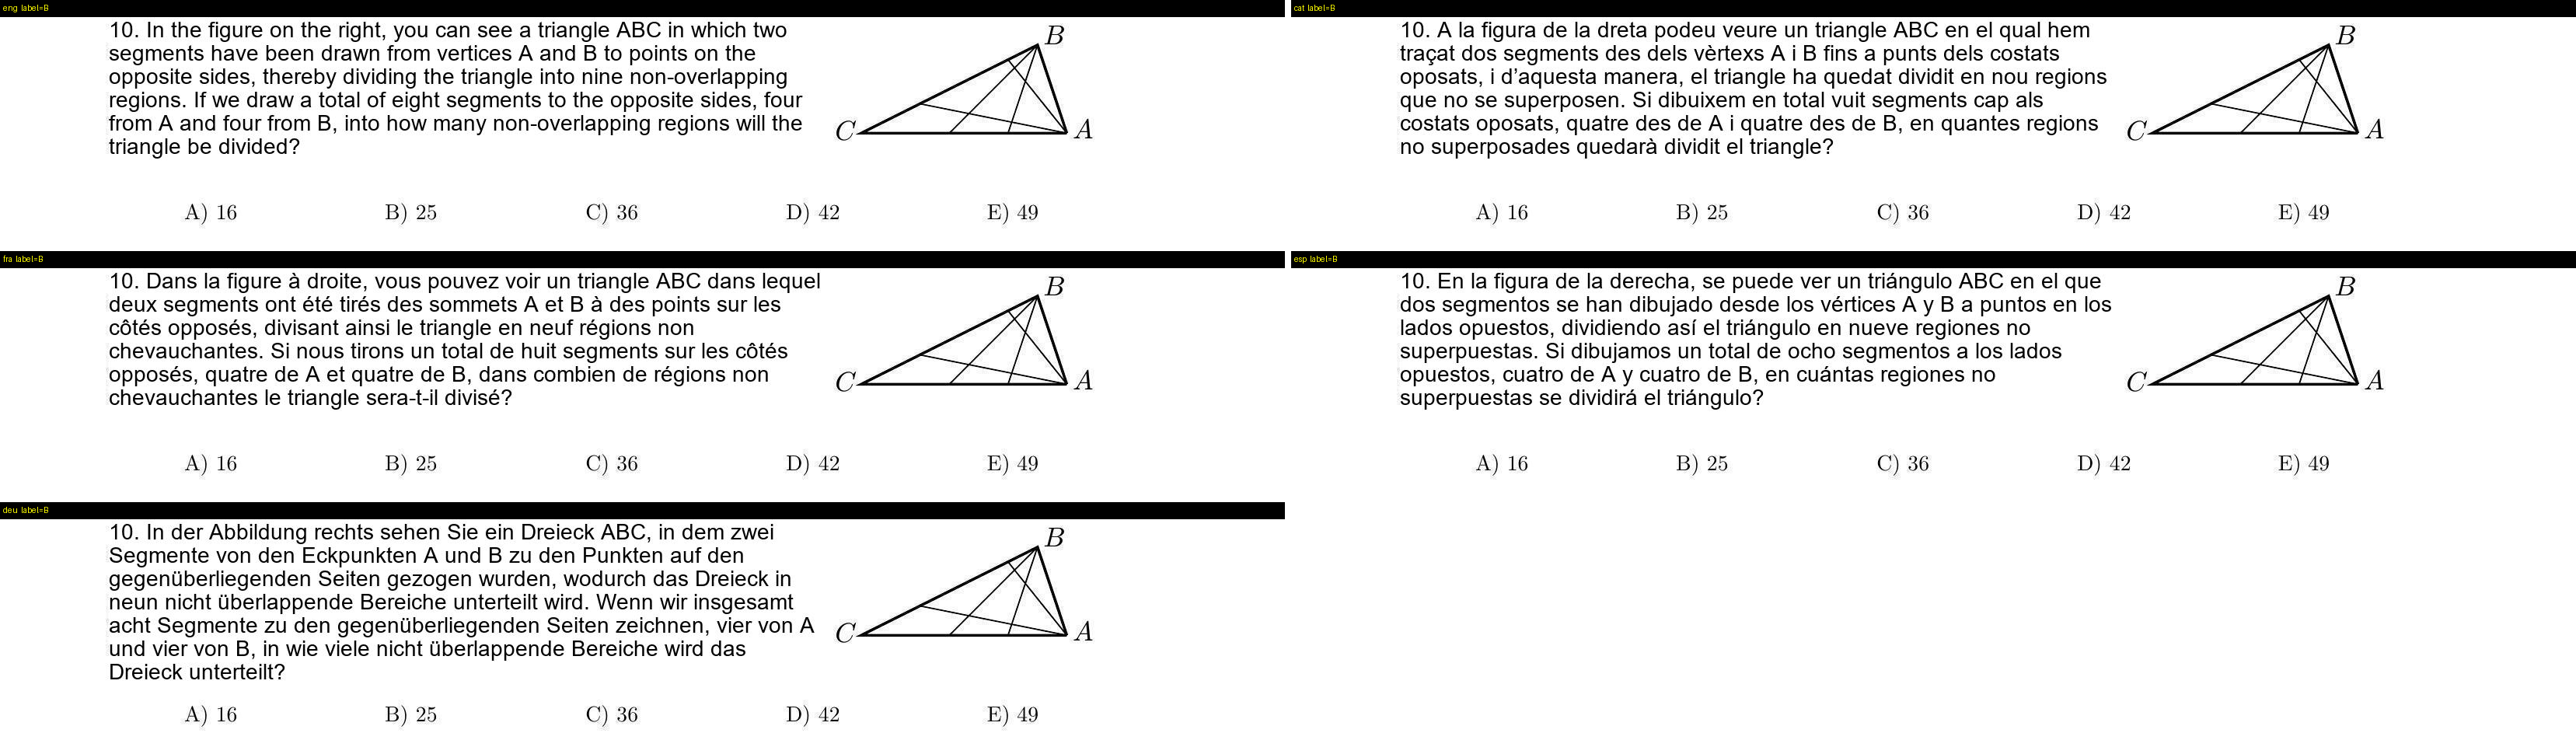 eng label=B
10. In the figure on the right, you can see a triangle ABC in which two
segments have been drawn from vertices A and B to points on the
opposite sides, thereby dividing the triangle into nine non-overlapping
regions. If we draw a total of eight segments to the opposite sides, four
from A and four from B, into how many non-overlapping regions will the
triangle be divided?
B
C
A
A) 16 B) 25 C) 36 D) 42 E) 49
cat label=B
10. A la figura de la dreta podeu veure un triangle ABC en el qual hem
traçat dos segments des dels vèrtexs A i B fins a punts dels costats
oposats, i d'aquesta manera, el triangle ha quedat dividit en nou regions
que no se superposen. Si dibuixem en total vuit segments cap als
costats oposats, quatre des de A i quatre des de B, en quantes regions
no superposades quedarà dividit el triangle?
B
C
A
A) 16 B) 25 C) 36 D) 42 E) 49
fra label=B
10. Dans la figure à droite, vous pouvez voir un triangle ABC dans lequel
deux segments ont été tirés des sommets A et B à des points sur les
côtés opposés, divisant ainsi le triangle en neuf régions non
chevauchantes. Si nous tirons un total de huit segments sur les côtés
opposés, quatre de A et quatre de B, dans combien de régions non
chevauchantes le triangle sera-t-il divisé?
B
C
A
A) 16 B) 25 C) 36 D) 42 E) 49
esp label=B
10. En la figura de la derecha, se puede ver un triángulo ABC en el que
dos segmentos se han dibujado desde los vértices A y B a puntos en los
lados opuestos, dividiendo así el triángulo en nueve regiones no
superpuestas. Si dibujamos un total de ocho segmentos a los lados
opuestos, cuatro de A y cuatro de B, en cuántas regiones no
superpuestas se dividirá el triángulo?
B
C
A
A) 16 B) 25 C) 36 D) 42 E) 49
deu label=B
10. In der Abbildung rechts sehen Sie ein Dreieck ABC, in dem zwei
Segmente von den Eckpunkten A und B zu den Punkten auf den
gegenüberliegenden Seiten gezogen wurden, wodurch das Dreieck in
neun nicht überlappende Bereiche unterteilt wird. Wenn wir insgesamt
acht Segmente zu den gegenüberliegenden Seiten zeichnen, vier von A
und vier von B, in wie viele nicht überlappende Bereiche wird das
Dreieck unterteilt?
B
C
A
A) 16 B) 25 C) 36 D) 42 E) 49